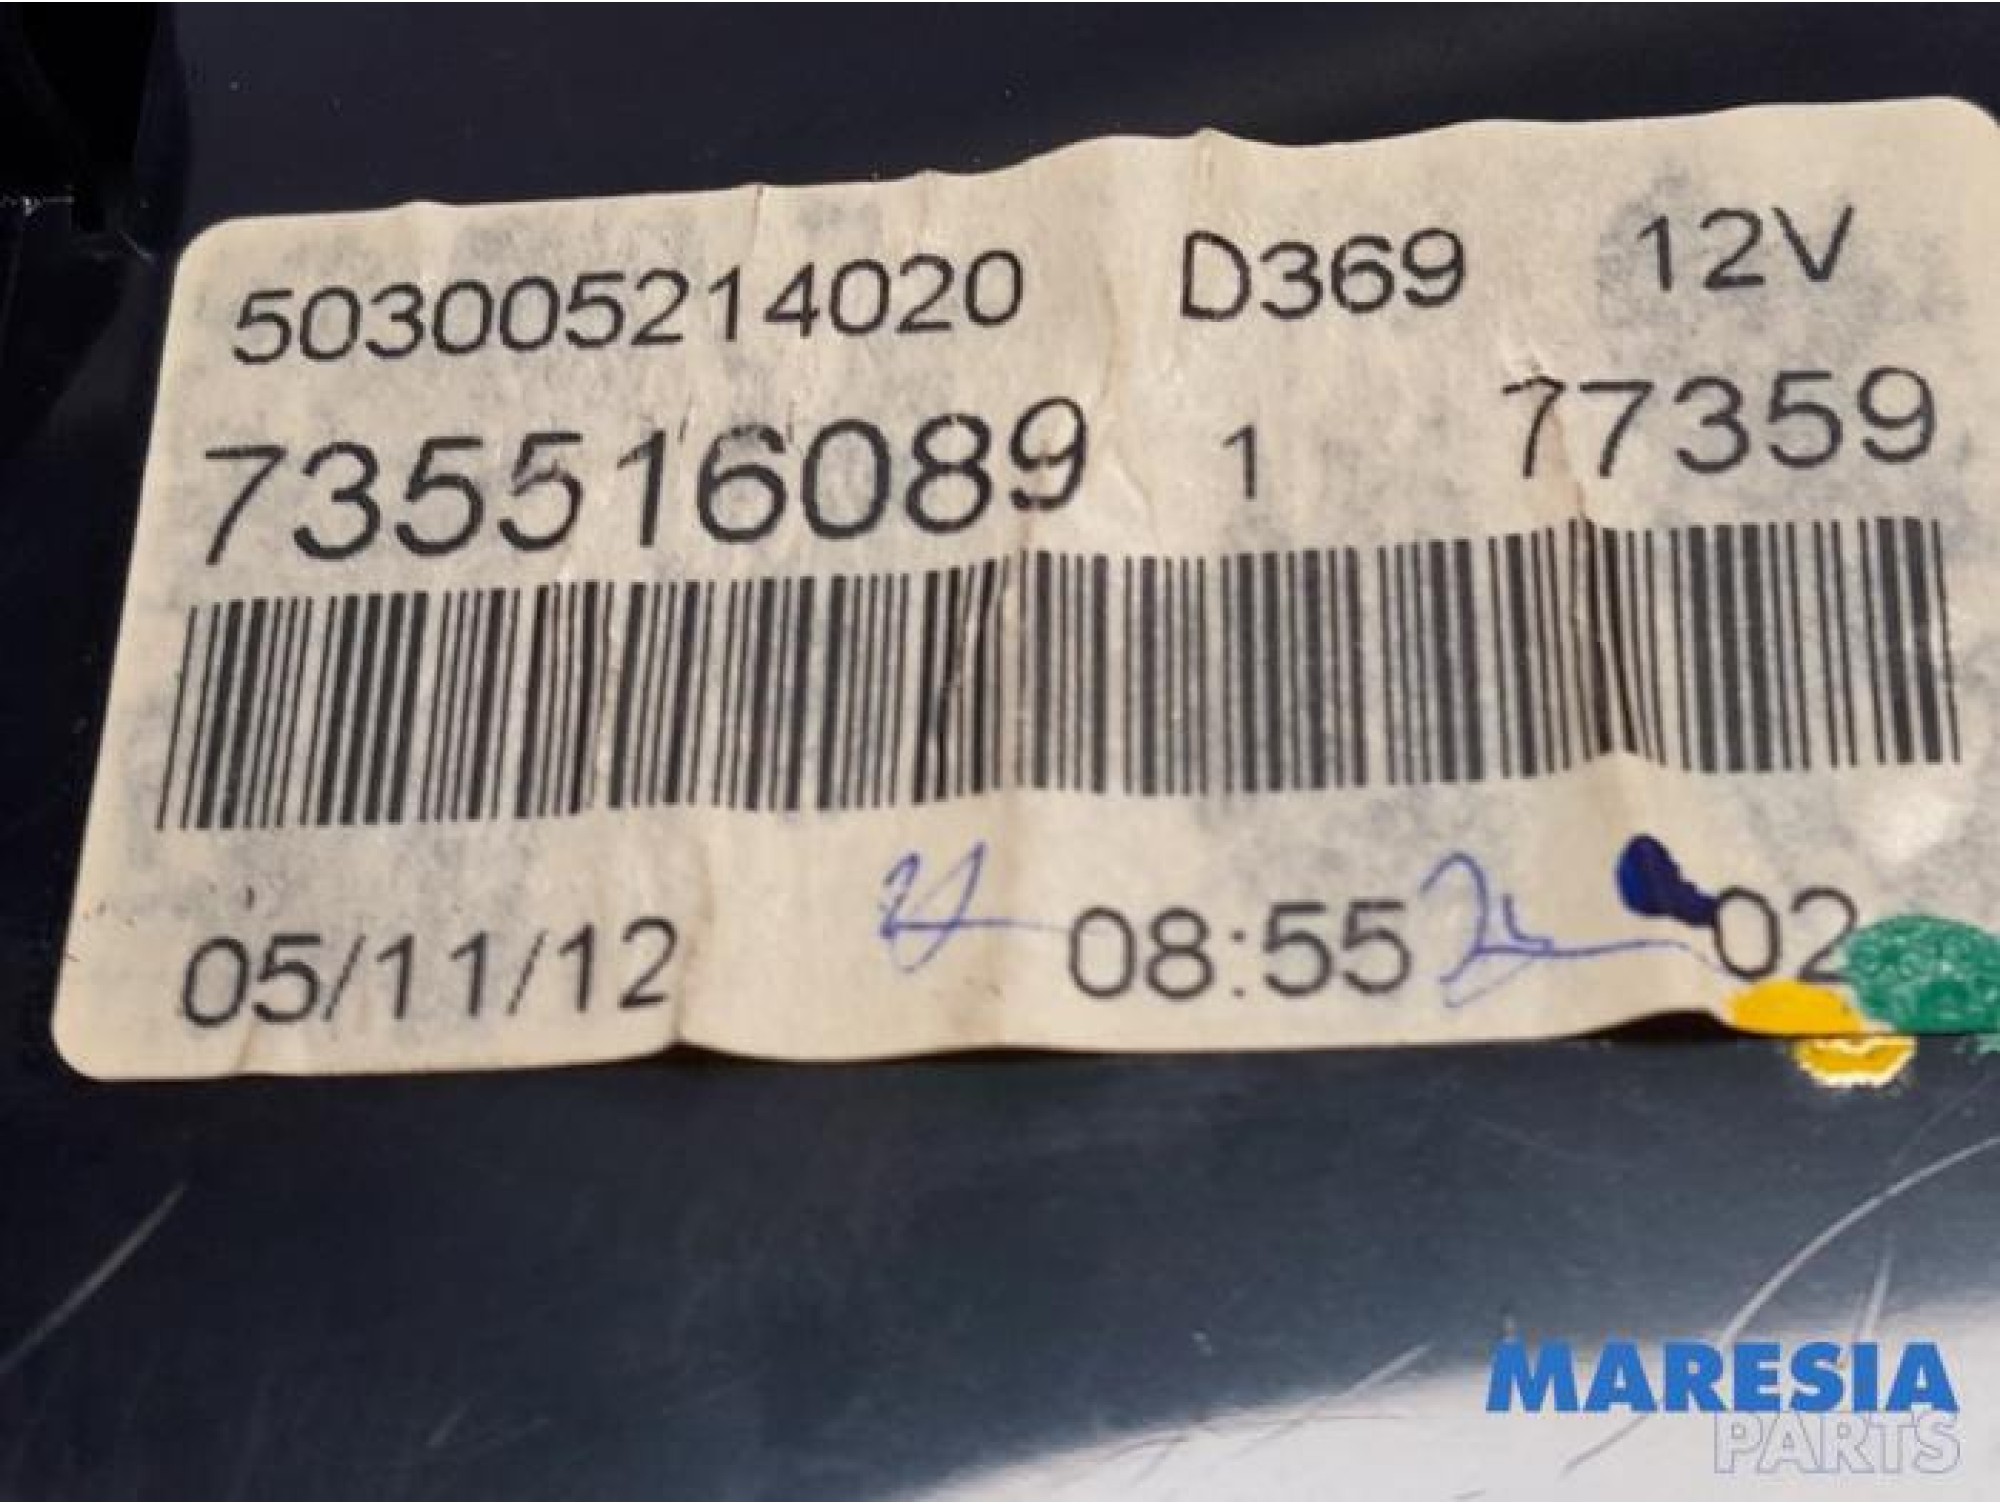 503005214020 D369 12V
735516089 1 77359
05/11/12 08:55 02
MARESIA
PARTS